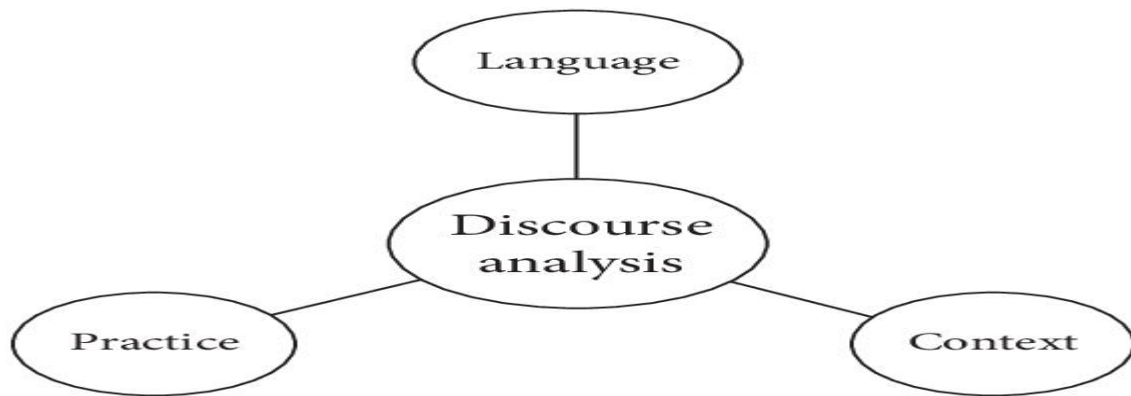 Language
Discourse
analysis
Practice
Context